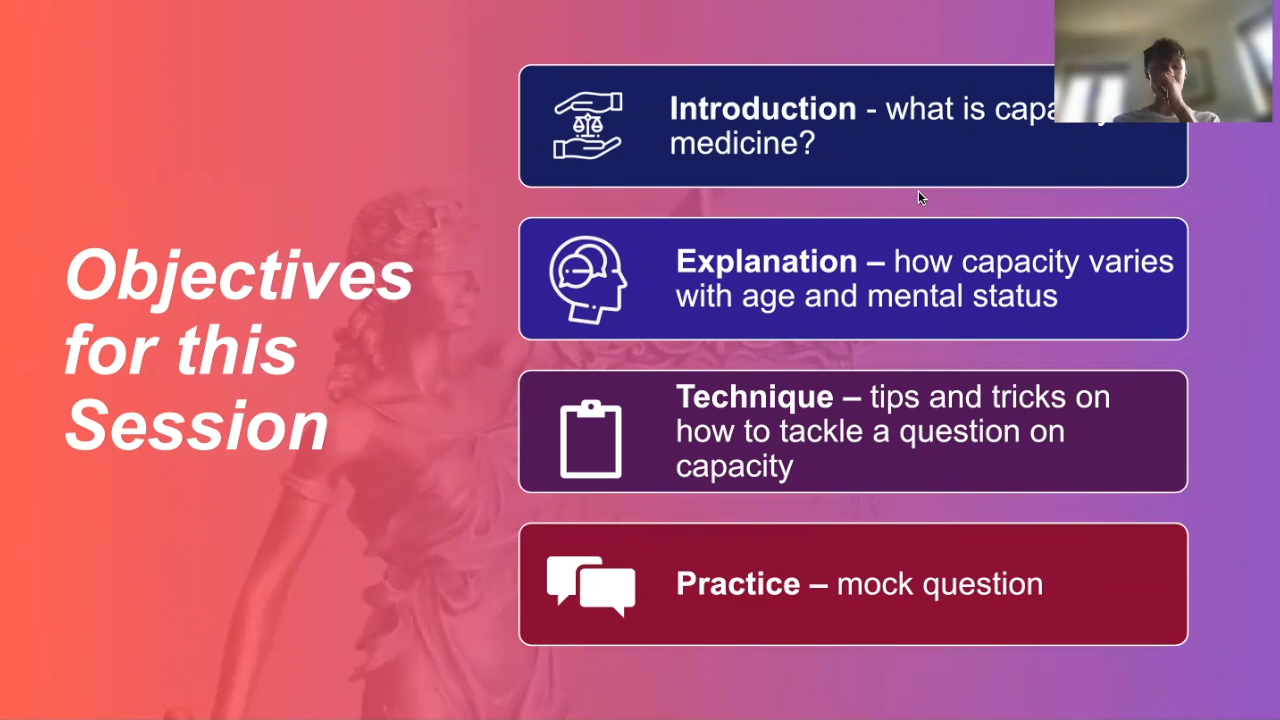 Objectives
for this
Session
Introduction - what is
medicine?
Explanation – how capacity varies
with age and mental status
Technique – tips and tricks on
how to tackle a question on
capacity
Practice – mock question